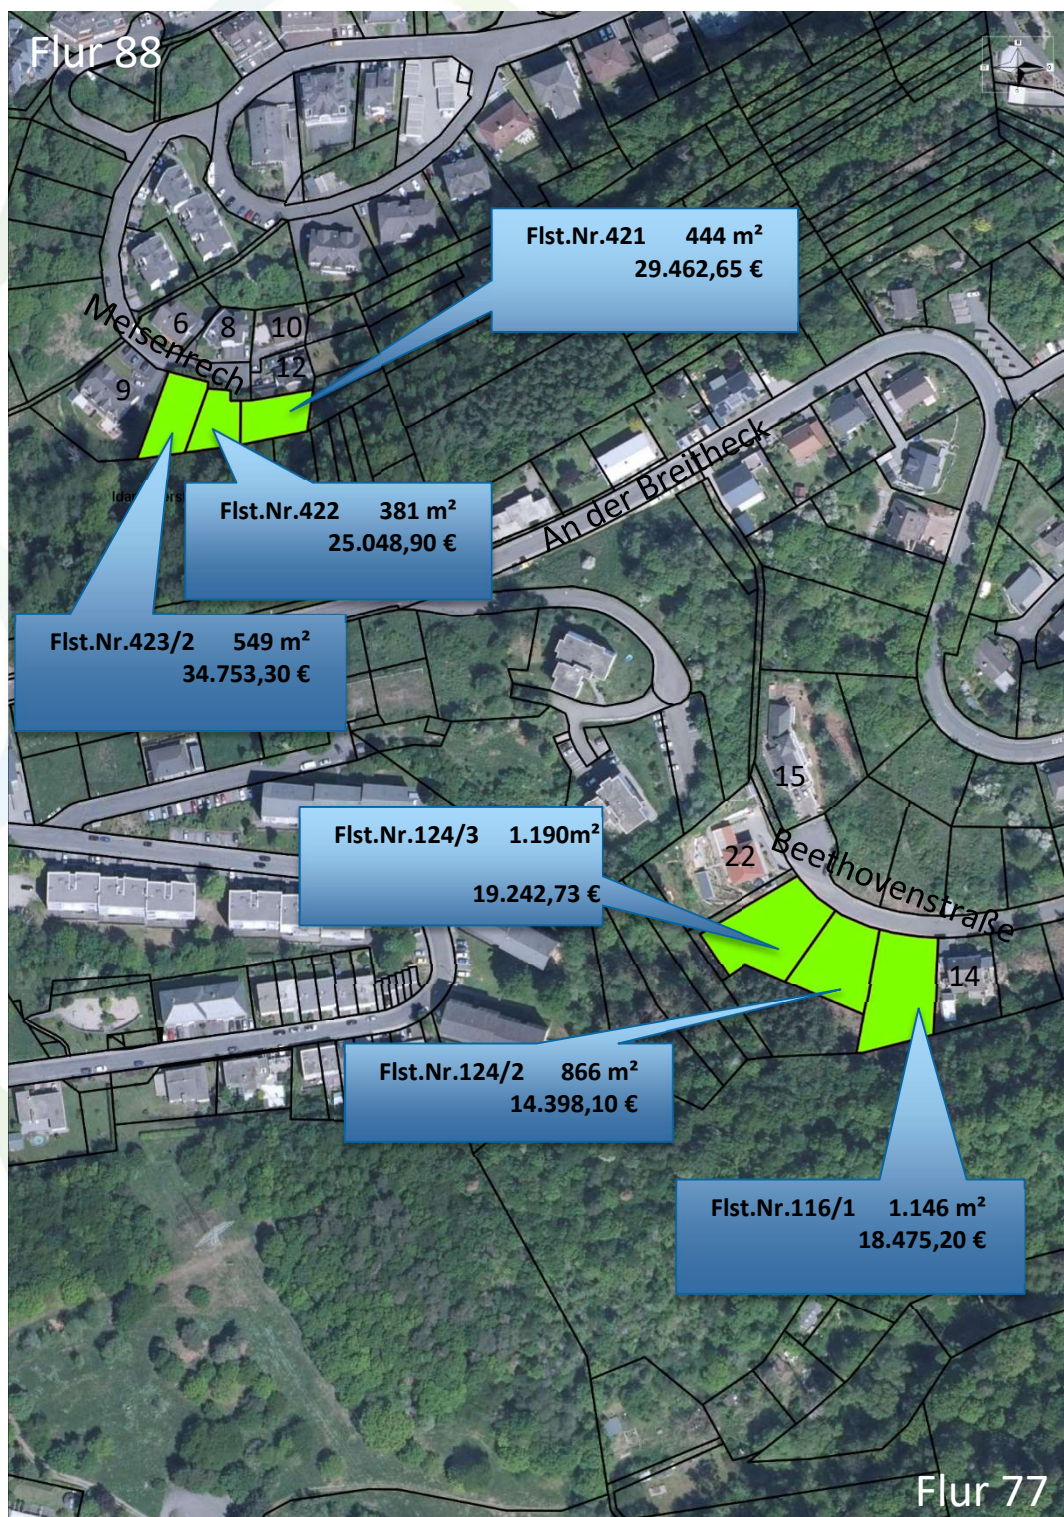 Flur 88
Flst.Nr.421 444 m²
29.462,65 €
Meisenrech
6
8
10
12
9
An der Breitheck
Flst.Nr.422 381 m²
25.048,90 €
Flst.Nr.423/2 549 m²
34.753,30 €
15
Flst.Nr.124/3 1.190m²
19.242,73 €
22
Beethovenstraße
14
Flst.Nr.124/2 866 m²
14.398,10 €
Flst.Nr.116/1 1.146 m²
18.475,20 €
Flur 77